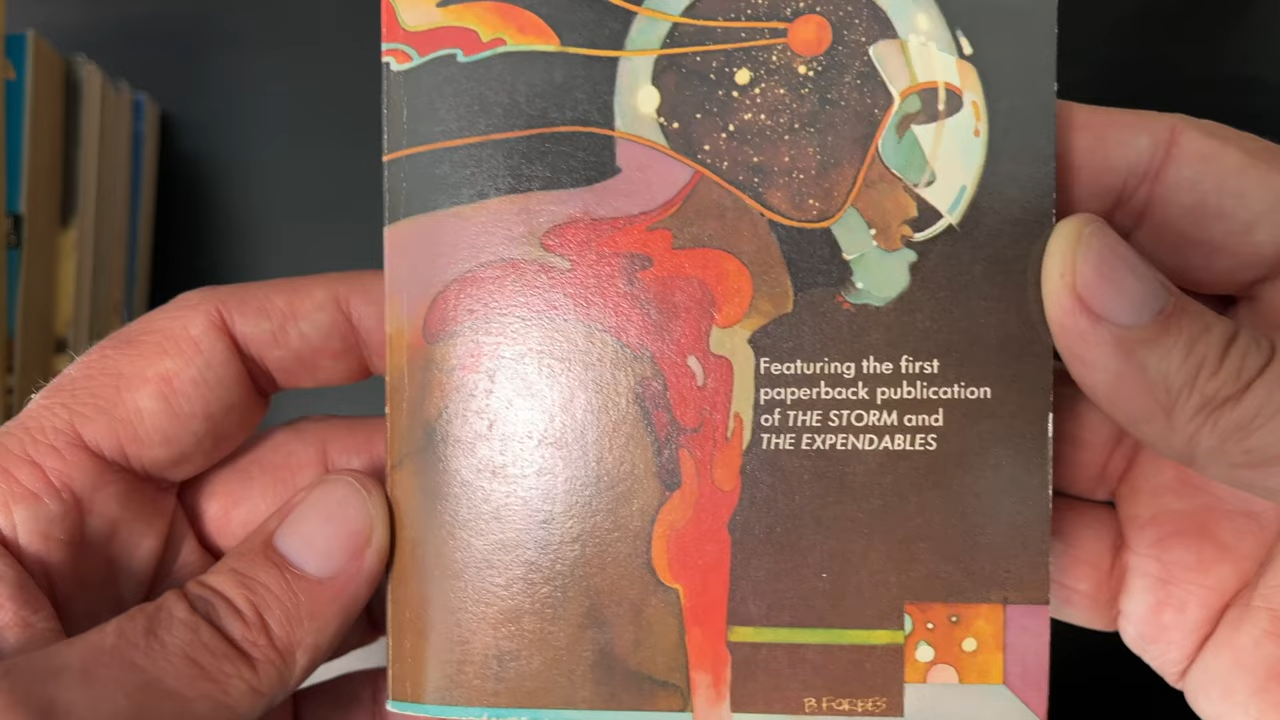 Featuring the first
paperback publication
of THE STORM and
THE EXPENDABLES
B. FORBES